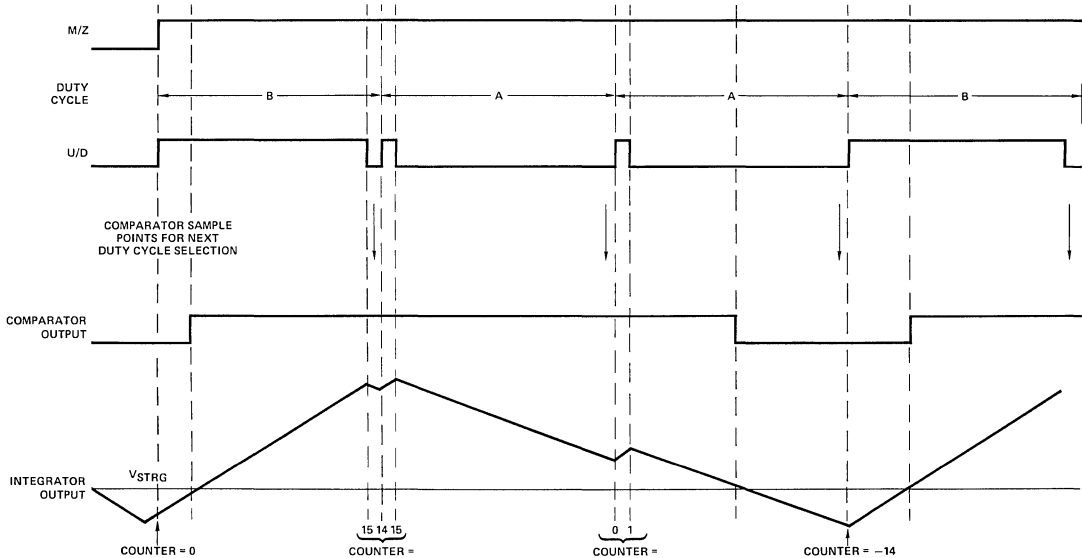 M/Z
DUTY
CYCLE
B
A
A
B
U/D
COMPARATOR SAMPLE
POINTS FOR NEXT
DUTY CYCLE SELECTION
COMPARATOR
OUTPUT
VSTRG
INTEGRATOR
OUTPUT
15 14 15
0 1
COUNTER = 0
COUNTER =
COUNTER =
COUNTER = −14